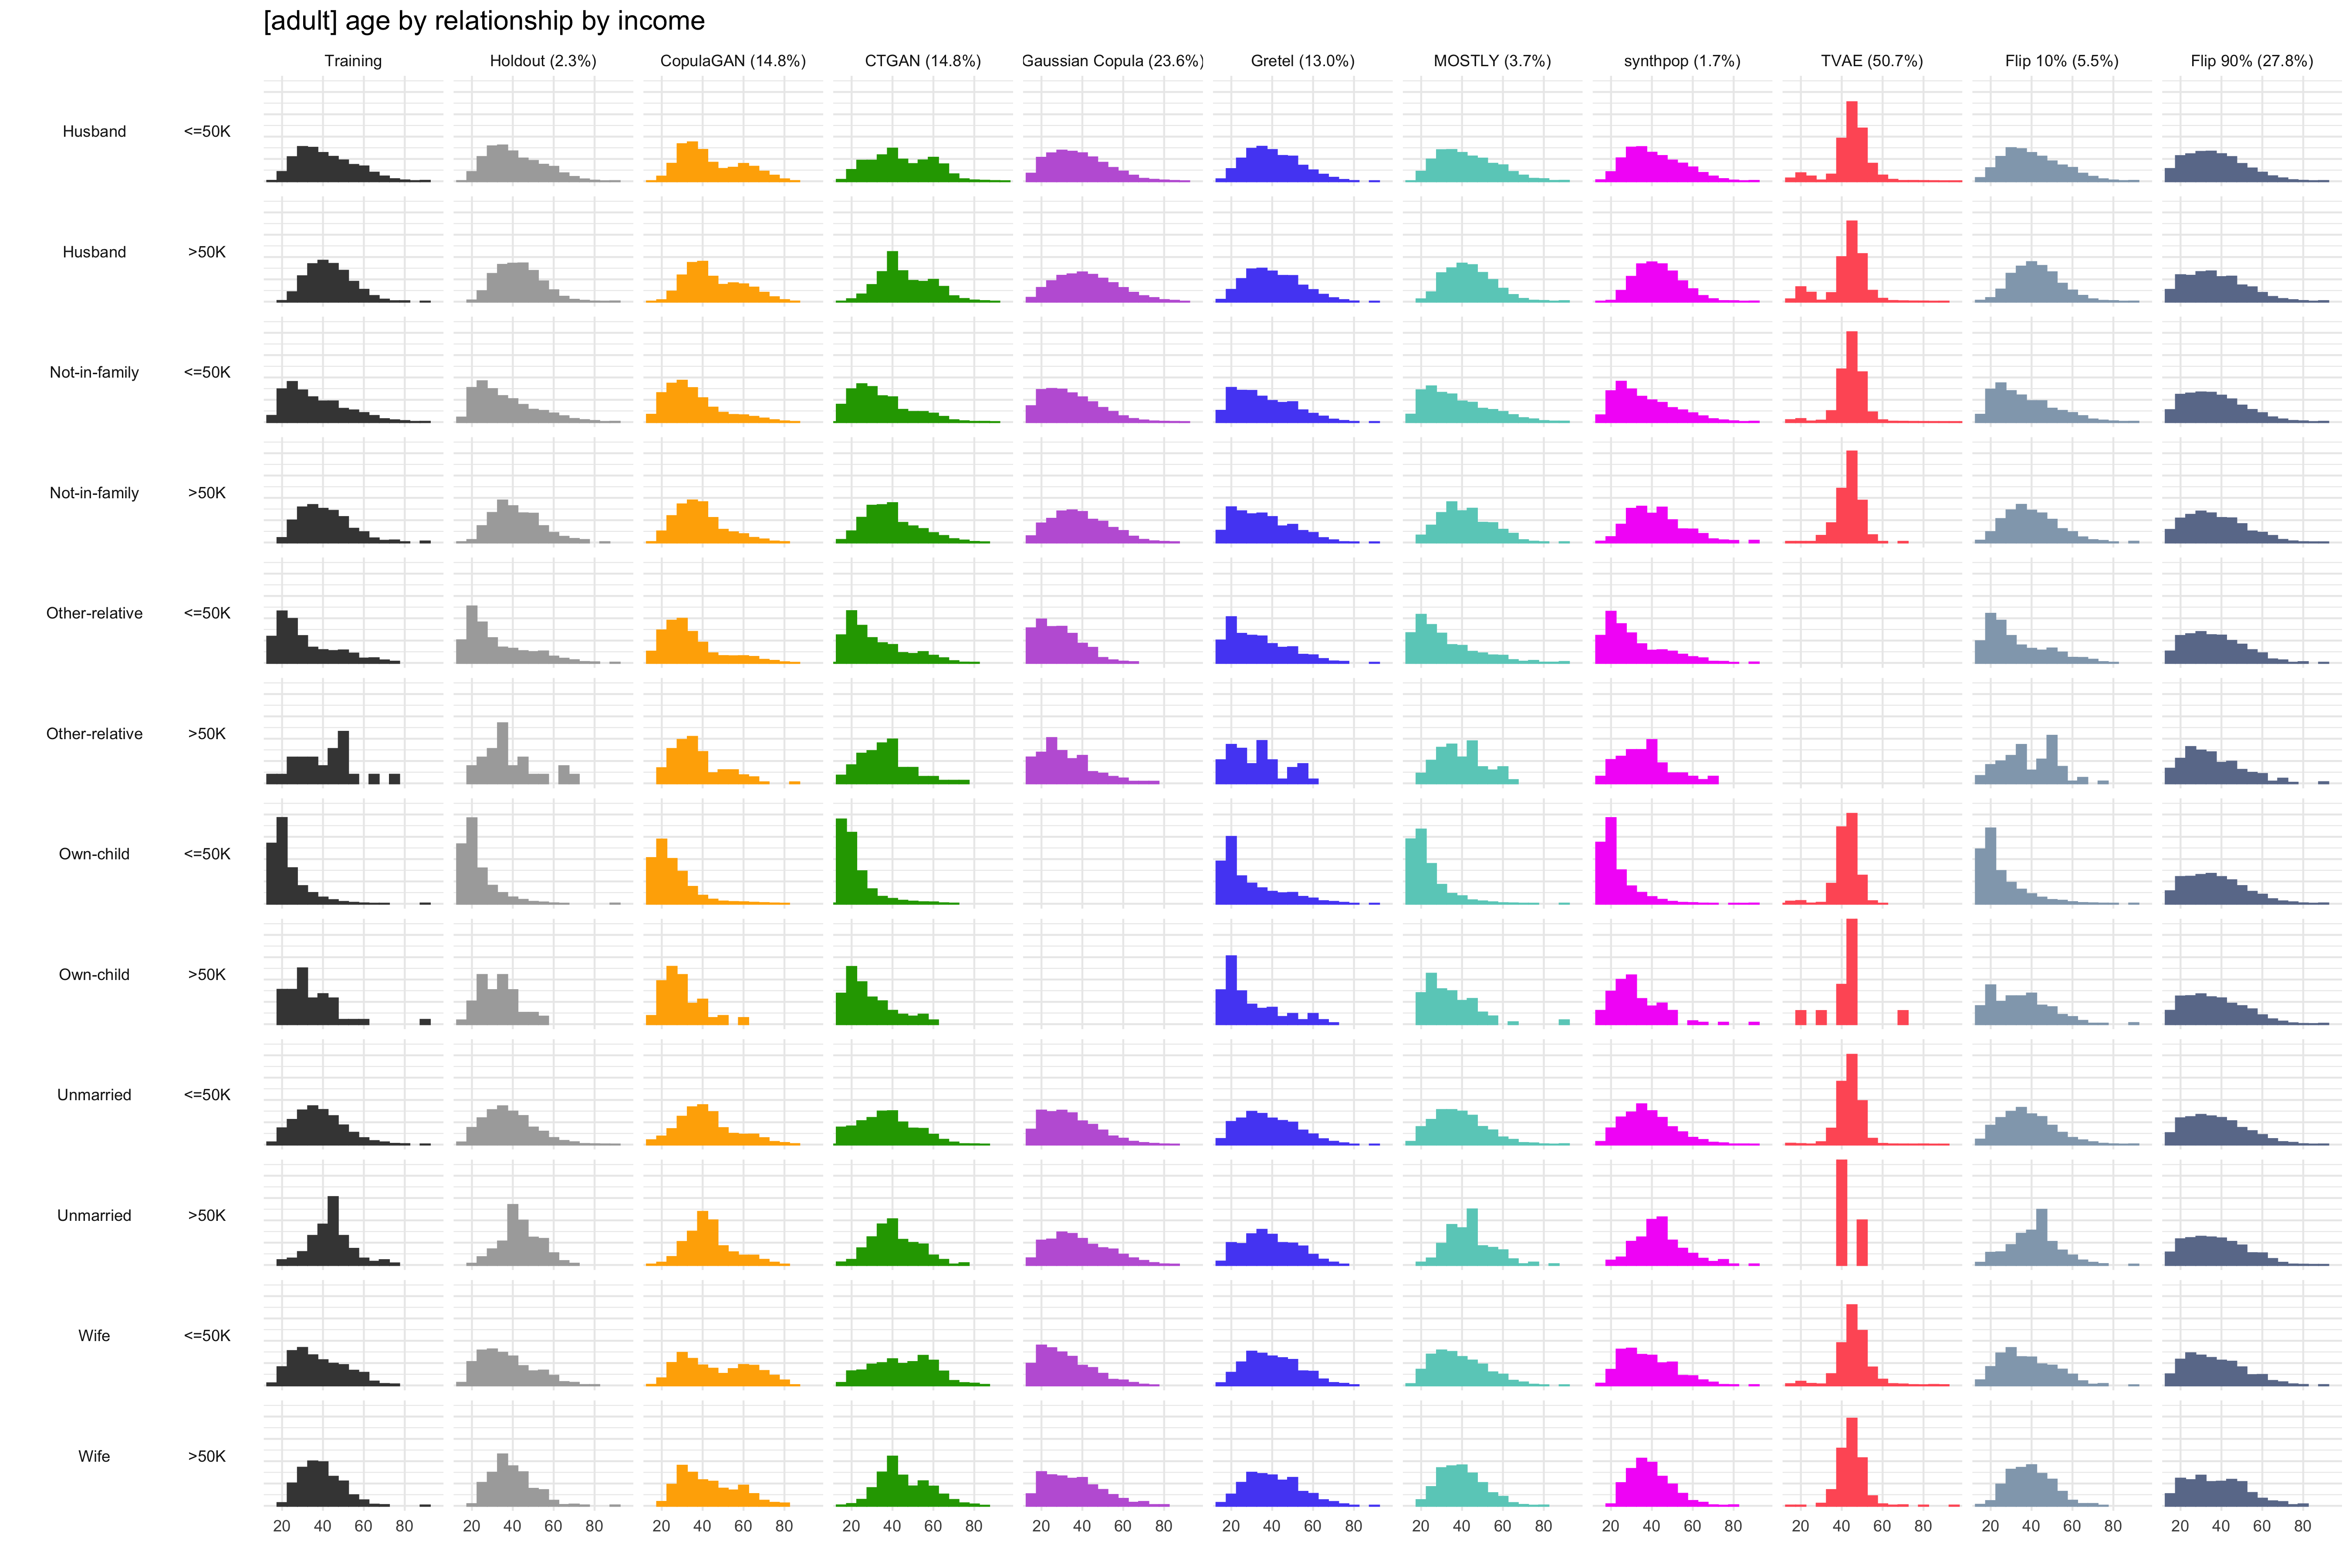 [adult] age by relationship by income
Training Holdout (2.3%) CopulaGAN (14.8%) CTGAN (14.8%) Gaussian Copula (23.6%) Gretel (13.0%) MOSTLY (3.7%) synthpop (1.7%) TVAE (50.7%) Flip 10% (5.5%) Flip 90% (27.8%)
Husband <=50K
Husband >50K
Not-in-family <=50K
Not-in-family >50K
Other-relative <=50K
Other-relative >50K
Own-child <=50K
Own-child >50K
Unmarried <=50K
Unmarried >50K
Wife <=50K
Wife >50K
20 40 60 80 20 40 60 80 20 40 60 80 20 40 60 80 20 40 60 80 20 40 60 80 20 40 60 80 20 40 60 80 20 40 60 80 20 40 60 80 20 40 60 80